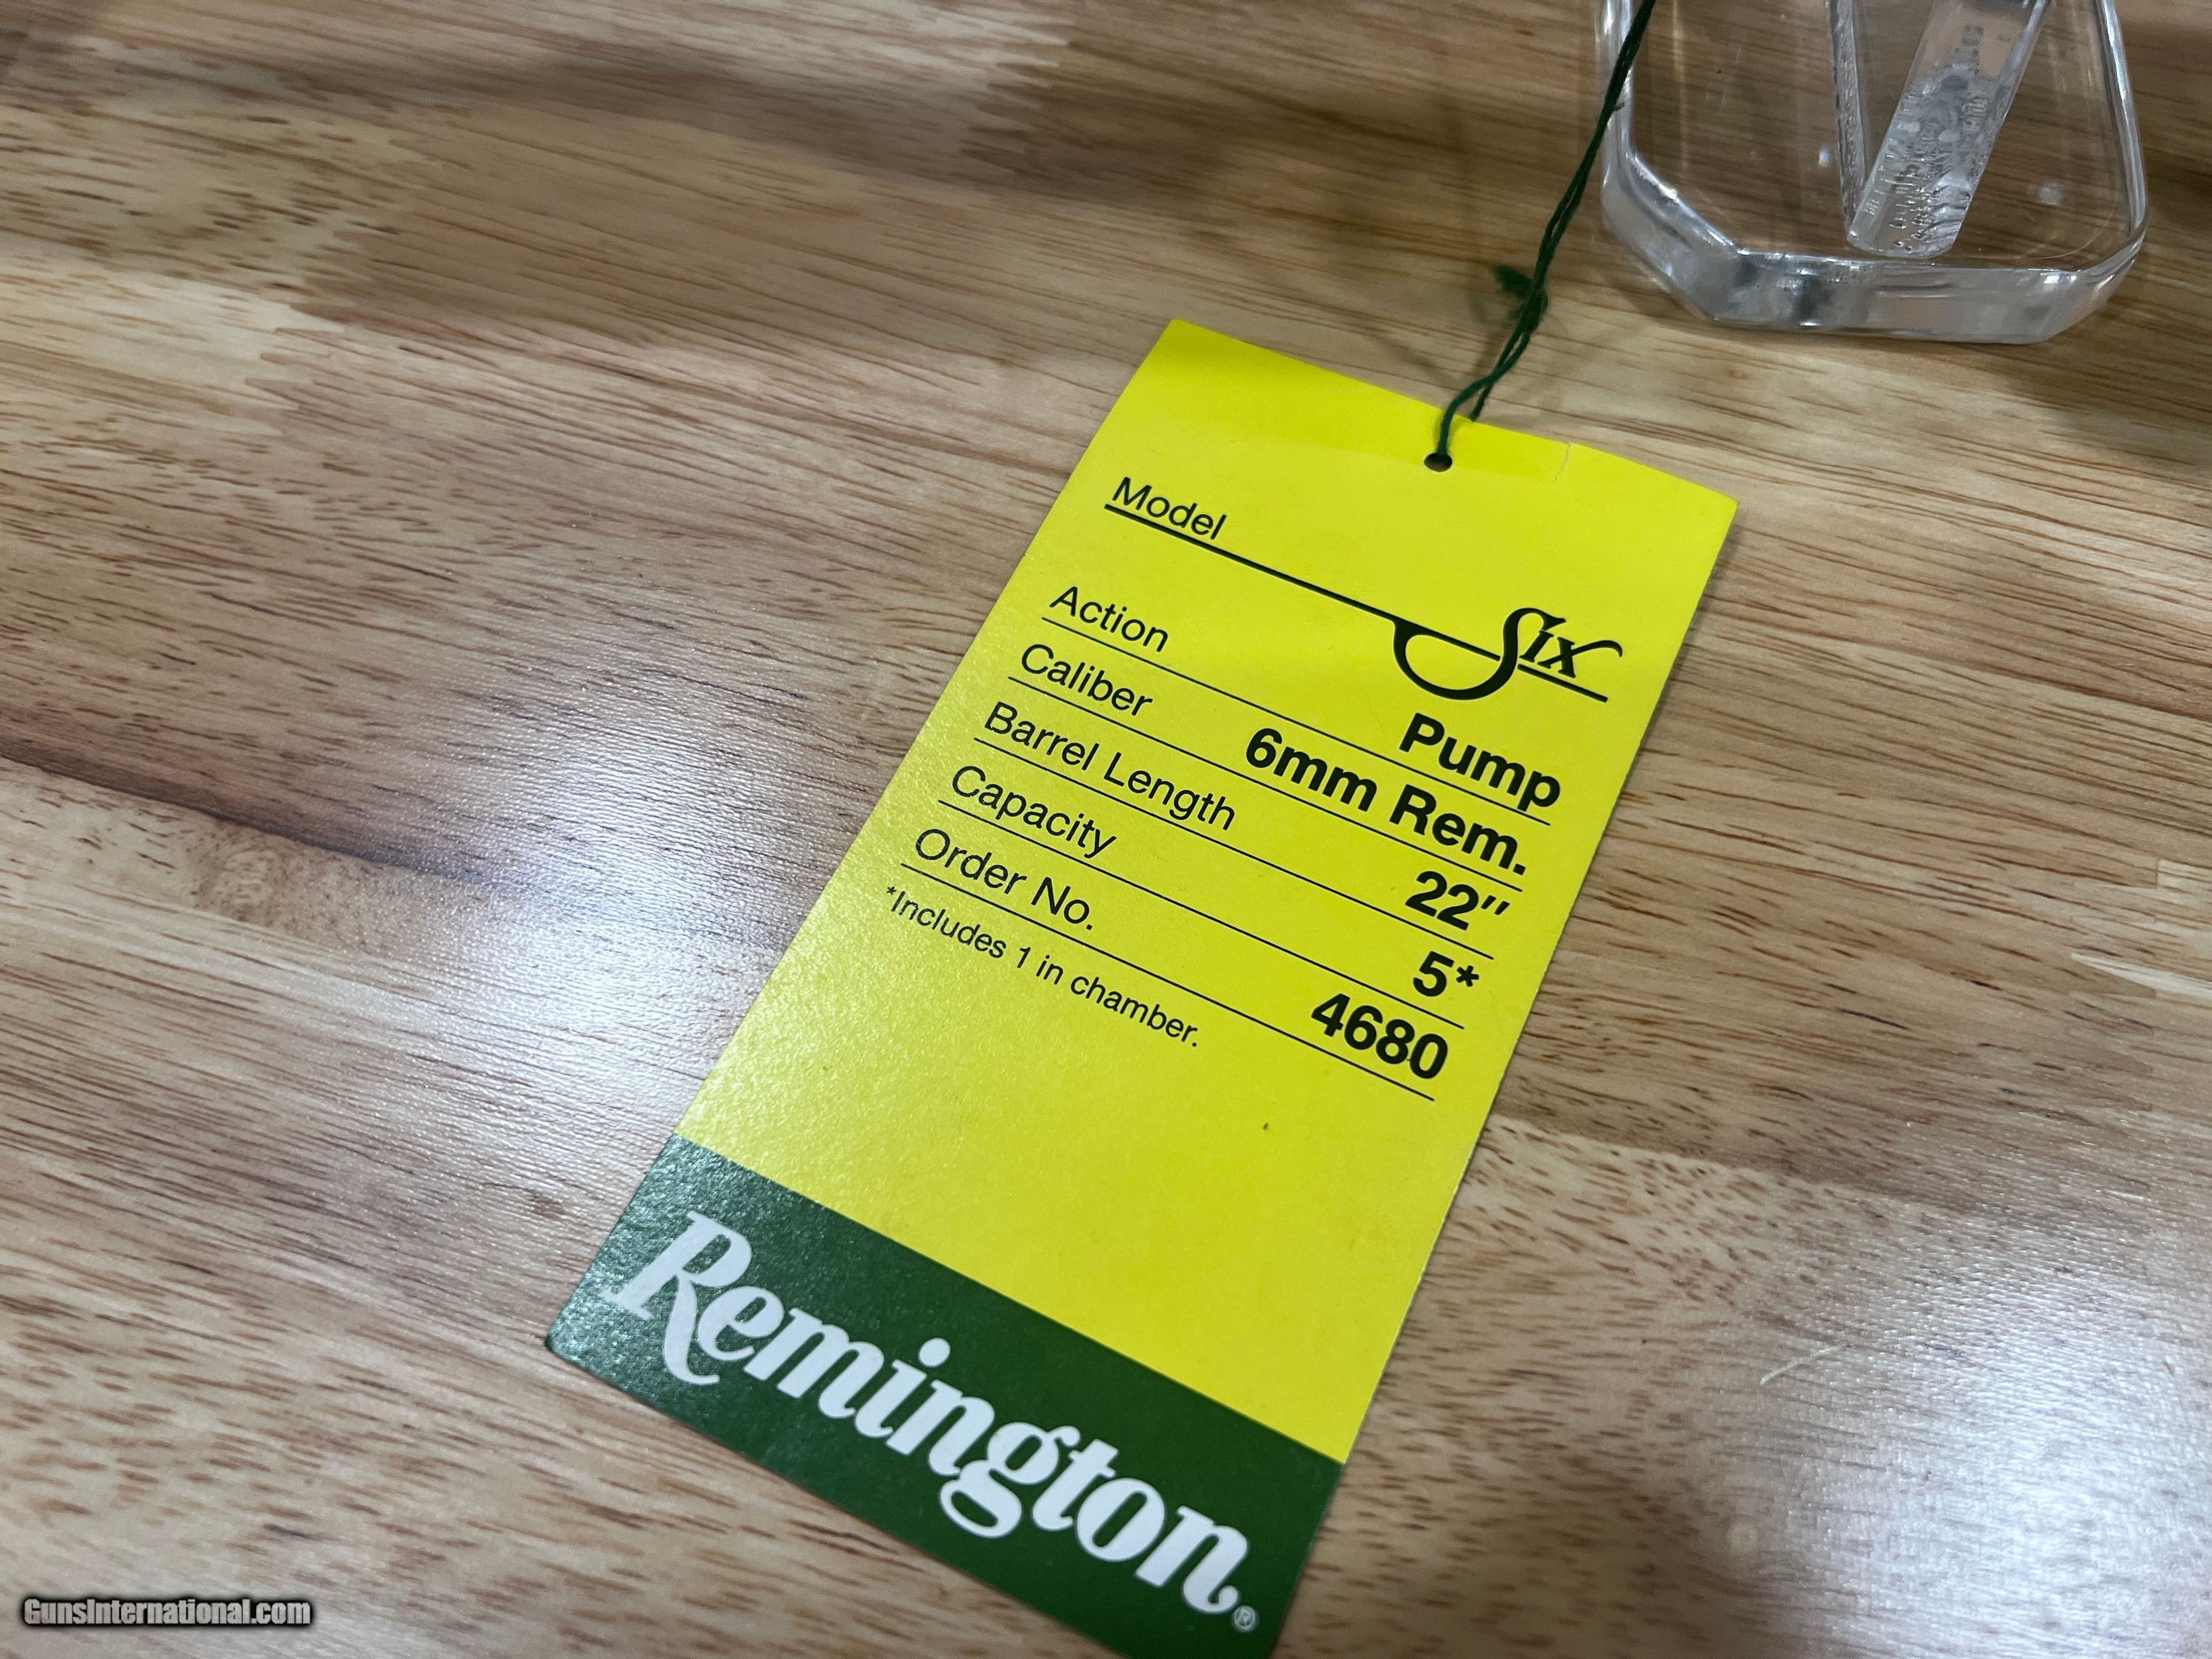 Model Six
Action Pump
Caliber 6mm Rem.
Barrel Length 22"
Capacity 5*
Order No. 4680
*Includes 1 in chamber.
Remington®
GunsInternational.com